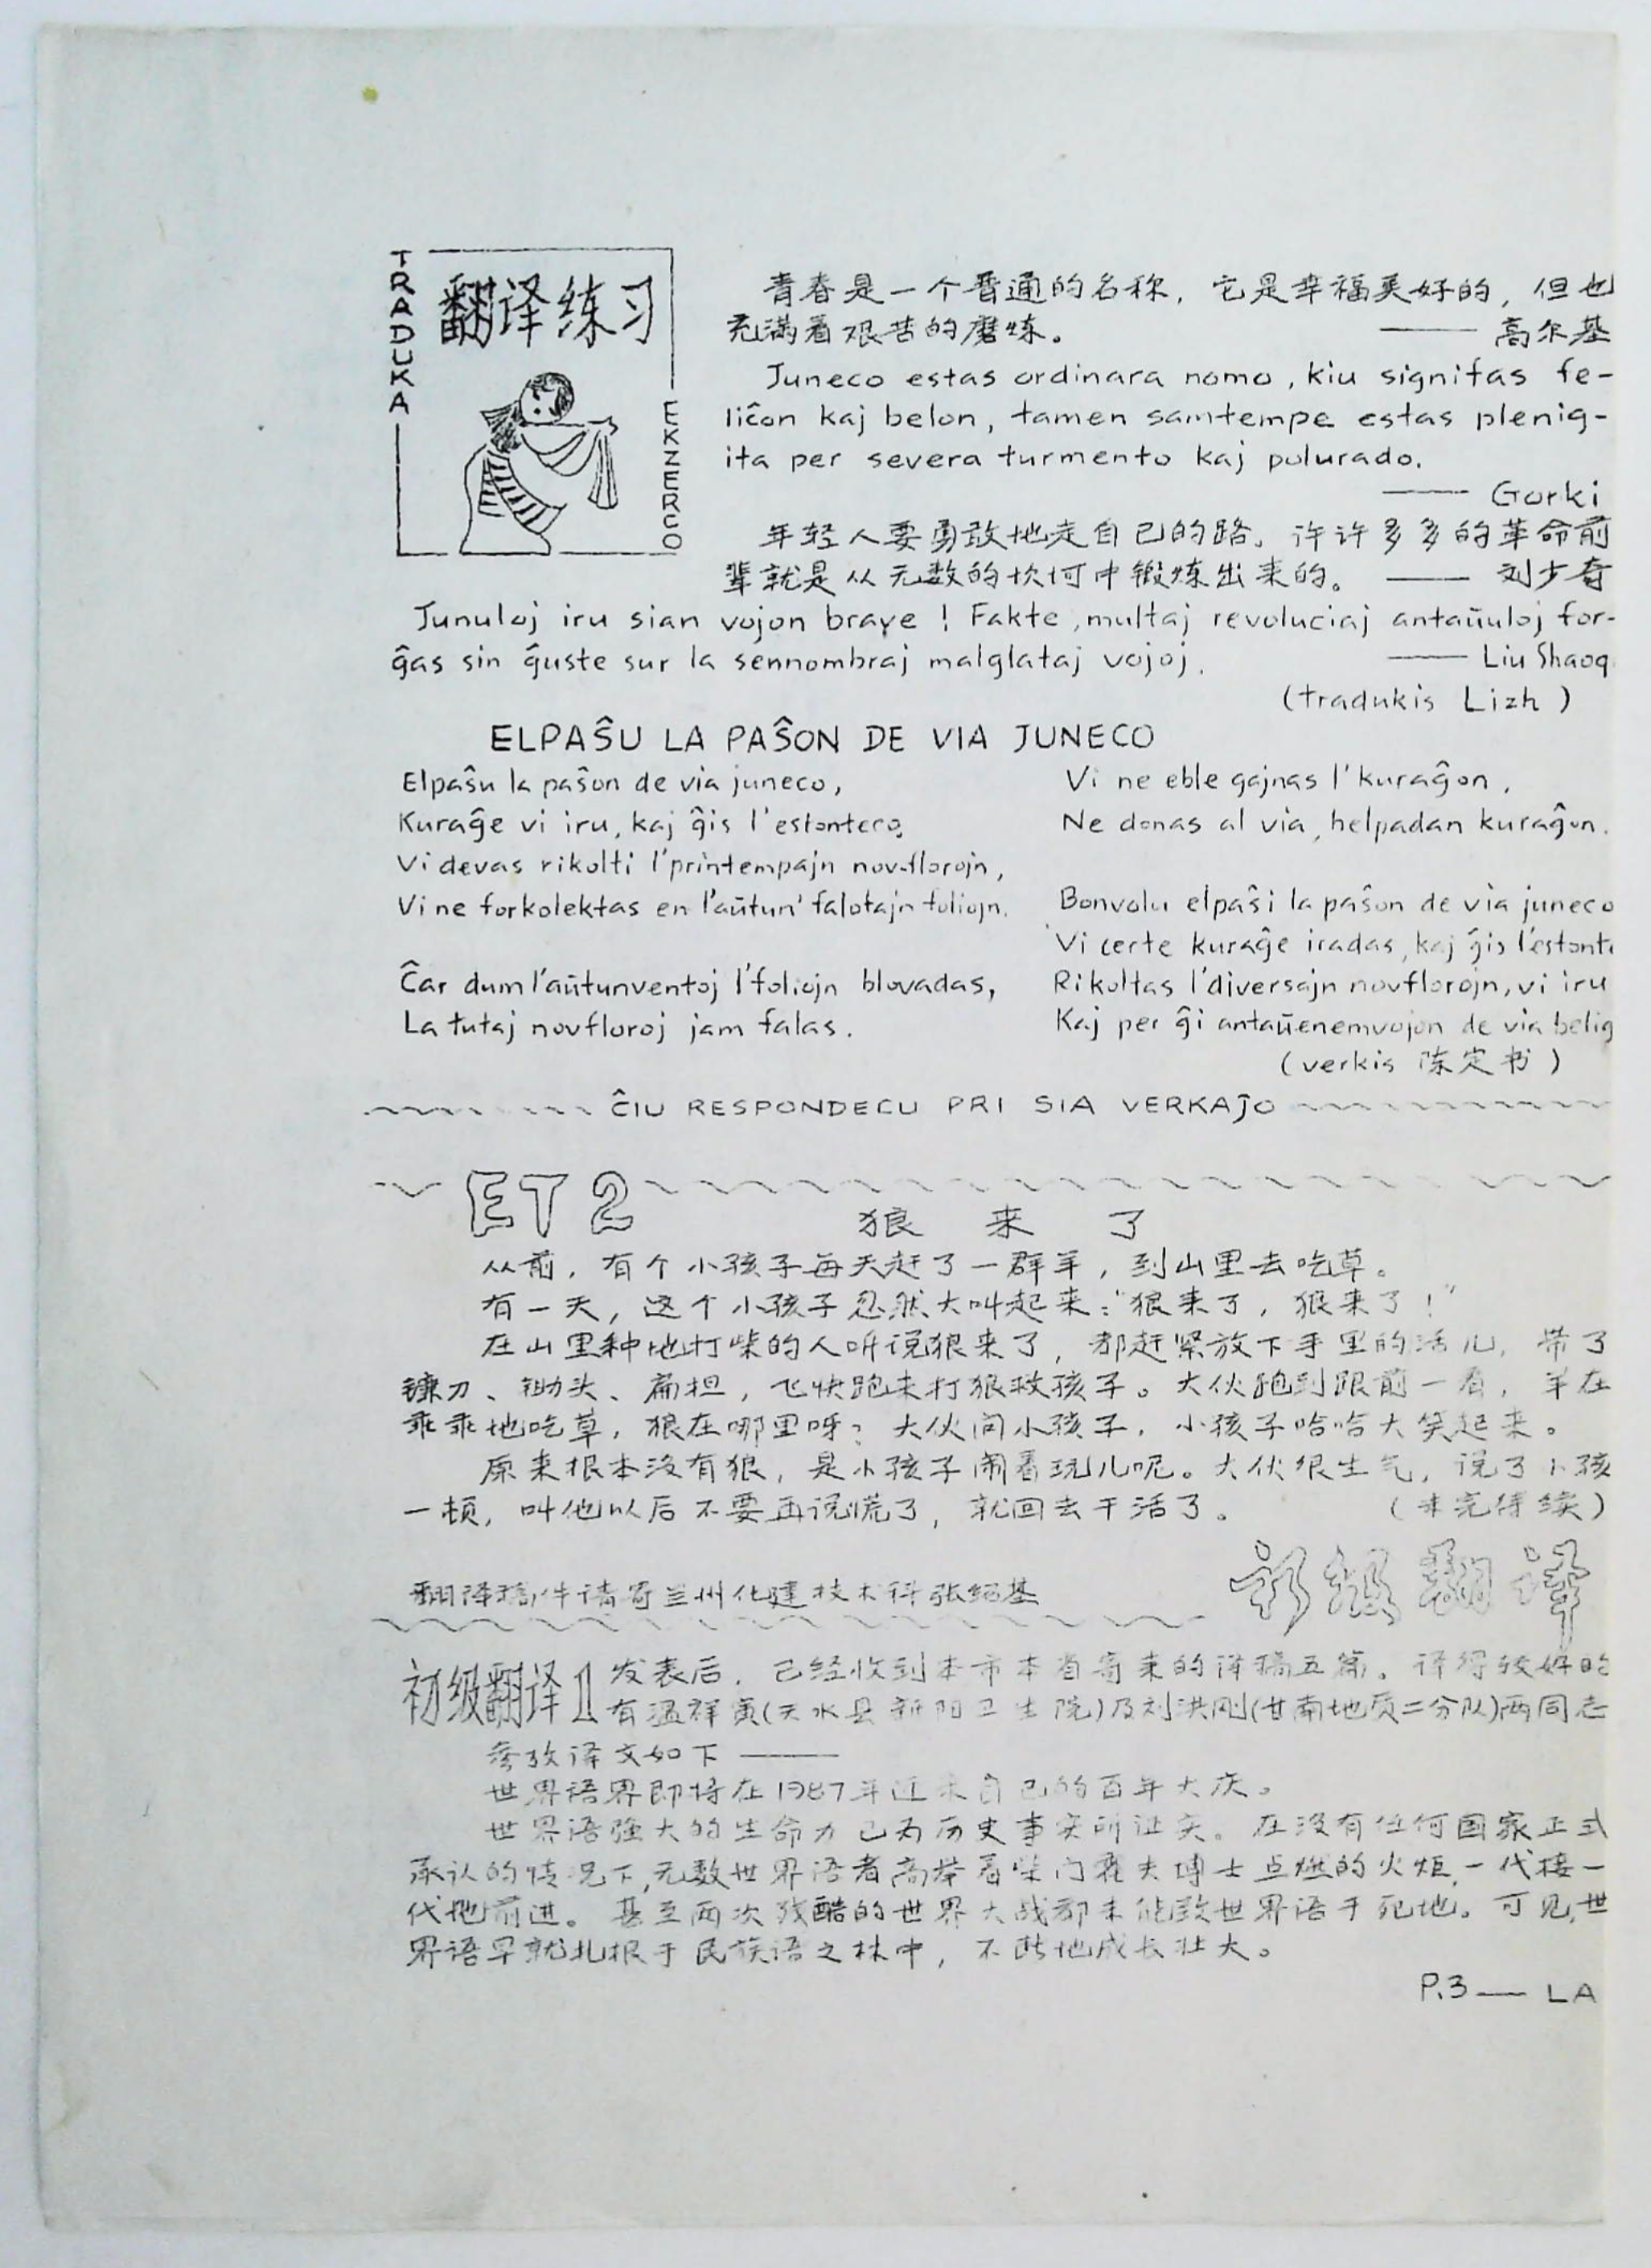 TRADUKA
翻译练习
EKZERCO
青春是一个普通的名称，它是幸福美好的，但也
充满着艰苦的磨炼。 —— 高尔基
Juneco estas ordinara nomo, kiu signifas fe-
liĉon kaj belon, tamen samtempe estas plenig-
ita per severa turmento kaj polurado.
—— Gorki
年轻人要勇敢地走自己的路。许许多多的革命前
辈就是从无数的坎坷中锻炼出来的。 —— 刘少奇
Junuloj iru sian vojon brave ! Fakte, multaj revoluciaj antaŭuloj for-
ĝas sin ĝuste sur la sennombraj malglataj vojoj. —— Liu Shaoq
(tradukis Lizh)
ELPAŜU LA PAŜON DE VIA JUNECO
Elpaŝu la paŝon de via juneco,
Kuraĝe vi iru, kaj ĝis l'estonteco,
Vi devas rikolti l'printempajn novflorojn,
Vi ne forkolektas en l'aŭtun' falotajn foliojn.
Ĉar dum l'aŭtunventoj l'foliojn blovadas,
La tutaj novfloroj jam falas.
Vi ne eble gajnas l'kuraĝon,
Ne donas al via, helpadan kuraĝon.
Bonvolu elpaŝi la paŝon de via juneco
Vi certe kuraĝe iradas, kaj ĝis l'estont
Rikoltas l'diversajn novflorojn, vi iru
Kaj per ĝi antaŭenemvojon de via belig
(verkis 陈定书)
ĈIU RESPONDECU PRI SIA VERKAĴO
ET 2
狼来了
从前，有个小孩子每天赶了一群羊，到山里去吃草。
有一天，这个小孩子忽然大叫起来：“狼来了，狼来了！”
在山里种地打柴的人听说狼来了，都赶紧放下手里的活儿，带了
镰刀、锄头、扁担，飞快跑来打狼救孩子。大伙跑到跟前一看，羊在
乖乖地吃草，狼在哪里呀？大伙问小孩子，小孩子哈哈大笑起来。
原来根本没有狼，是小孩子闹着玩儿呢。大伙很生气，说了小孩
一顿，叫他以后不要再说慌了，就回去干活了。 （未完待续）
翻译稿件请寄兰州化建技术科张绍基
初级翻译
初级翻译1 发表后，已经收到本市本省寄来的译稿五篇。译得较好的
有温祥寅(天水县新阳卫生院)及刘洪刚(甘南地质二分队)两同志
参考译文如下 ——
世界语界即将在1987年迎来自己的百年大庆。
世界语强大的生命力已为历史事实所证实。在没有任何国家正式
承认的情况下,无数世界语者高举着柴门霍夫博士点燃的火炬,一代接一
代地前进。甚至两次残酷的世界大战都未能致世界语于死地。可见,世
界语早就扎根于民族语之林中，不断地成长壮大。
P.3 — LA